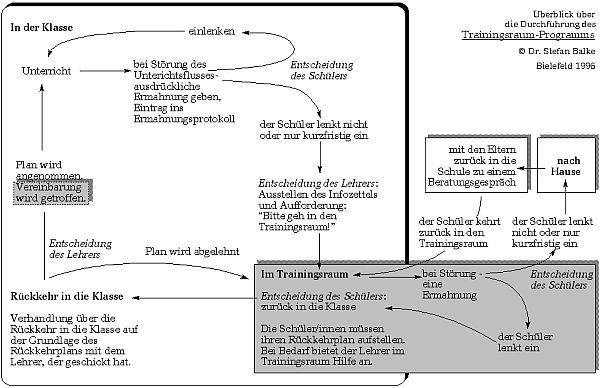 In der Klasse
einlenken
Überblick über
die Durchführung des
Trainingsraum-Programms
© Dr. Stefan Balke
Bielefeld 1996
Unterricht
bei Störung des
Unterichtsflusses-
ausdrückliche
Ermahnung geben,
Eintrag ins
Ermahnungsprotokoll
Entscheidung
des Schülers
der Schüler lenkt nicht
oder nur kurzfristig ein
Plan wird
angenommen.
Vereinbarung
wird getroffen.
Entscheidung des Lehrers:
Ausstellen des Infozettels
und Aufforderung:
"Bitte geh in den
Trainingsraum!"
mit den Eltern
zurück in die
Schule zu einem
Beratungsgespräch
nach
Hause
der Schüler kehrt
zurück in den
Trainingsraum
der Schüler lenkt
nicht oder nur
kurzfristig ein
Entscheidung
des Lehrers
Plan wird abgelehnt
Im Trainingsraum
bei Störung -
eine
Ermahnung
Entscheidung
des Schülers
Rückkehr in die Klasse
Entscheidung des Schülers:
zurück in die Klasse
Verhandlung über die
Rückkehr in die Klasse auf
der Grundlage des
Rückkehrplans mit dem
Lehrer, der geschickt hat.
Die Schüler/innen müssen
ihren Rückkehrplan aufstellen.
Bei Bedarf bietet der Lehrer im
Trainingsraum Hilfe an.
der Schüler
lenkt ein